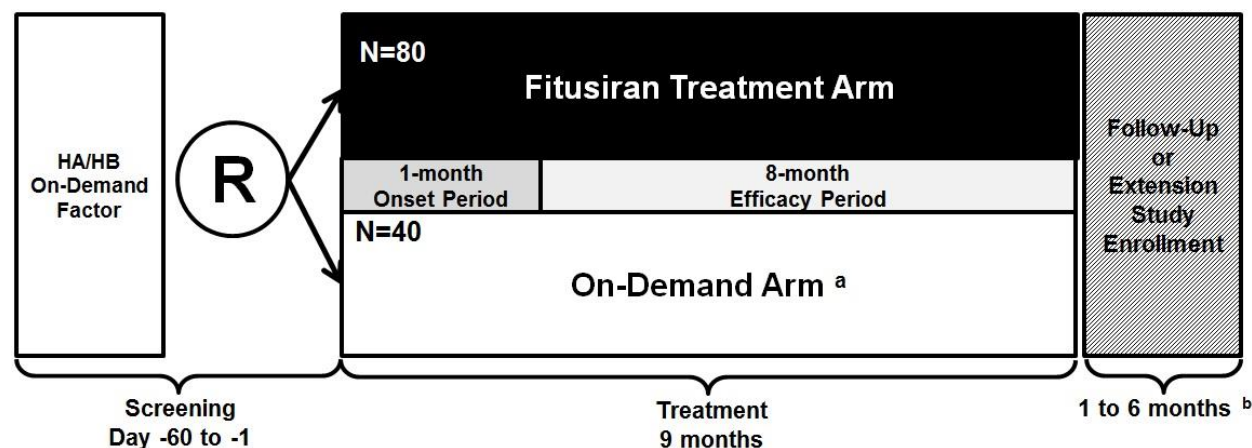 HA/HB
On-Demand
Factor
R
N=80
Fitusiran Treatment Arm
1-month
Onset Period
8-month
Efficacy Period
N=40
On-Demand Arm a
Follow-Up
or
Extension
Study
Enrollment
Screening
Day -60 to -1
Treatment
9 months
1 to 6 months b